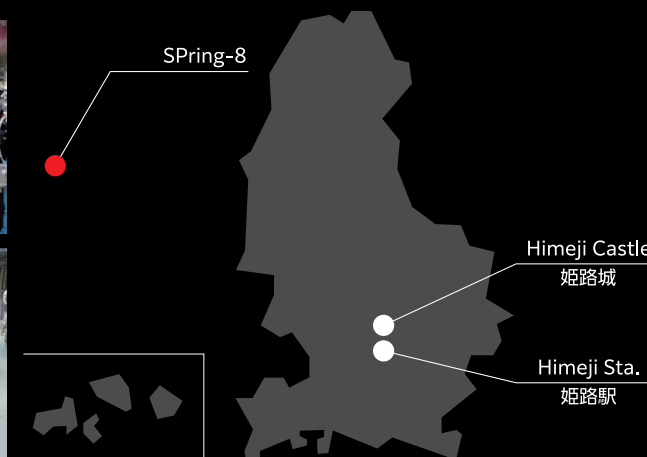 SPring-8
Himeji Castle
姫路城
Himeji Sta.
姫路駅